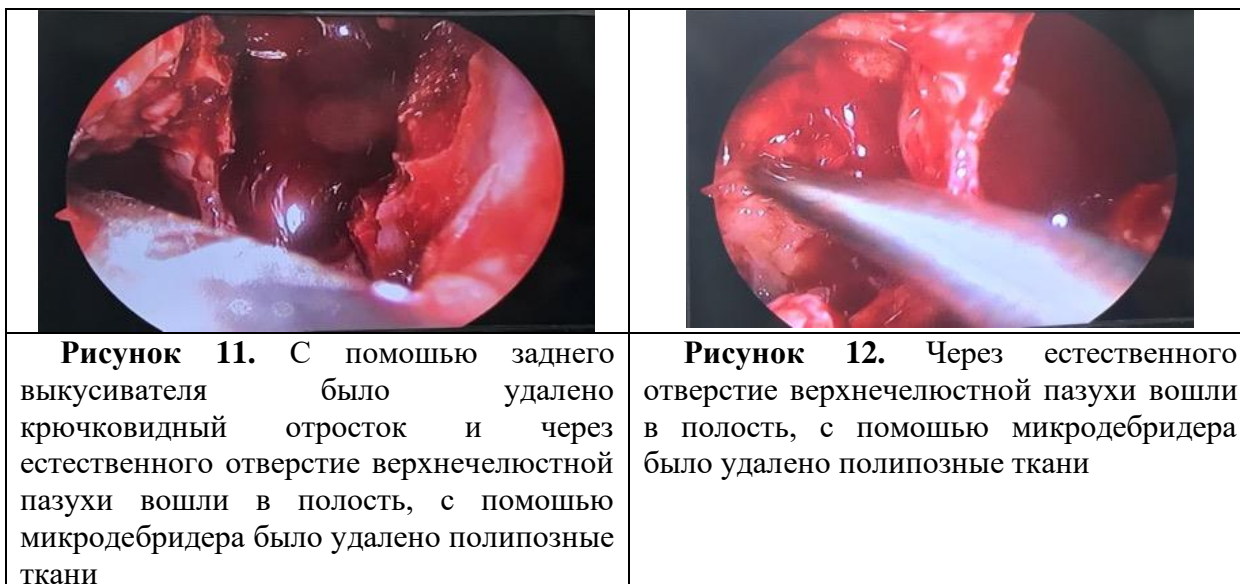 Рисунок 11. С помошью заднего
выкусивателя было удалено
крючковидный отросток и через
естественного отверстие верхнечелюстной
пазухи вошли в полость, с помошью
микродебридера было удалено полипозные
ткани
Рисунок 12. Через естественного
отверстие верхнечелюстной пазухи вошли
в полость, с помошью микродебридера
было удалено полипозные ткани